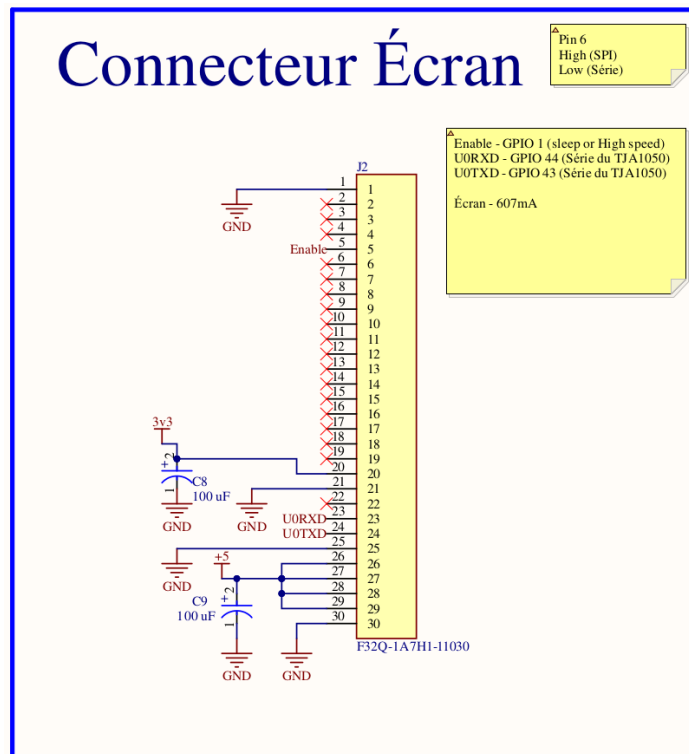 Connecteur Écran
Pin 6
High (SPI)
Low (Série)
Enable - GPIO 1 (sleep or High speed)
U0RXD - GPIO 44 (Série du TJA1050)
U0TXD - GPIO 43 (Série du TJA1050)
Écran - 607mA
J2
1 1
GND
2 2
3 3
4 4
Enable 5 5
6 6
7 7
8 8
9 9
10 10
11 11
12 12
13 13
14 14
15 15
16 16
17 17
3v3
18 18
19 19
20 20
+ 2
C8
1
100 uF
21 21
GND
GND
22 22
U0RXD 23 23
U0TXD 24 24
25 25
GND
+5
26 26
27 27
28 28
+ 2
C9
1
100 uF
29 29
30 30
F32Q-1A7H1-11030
GND
GND